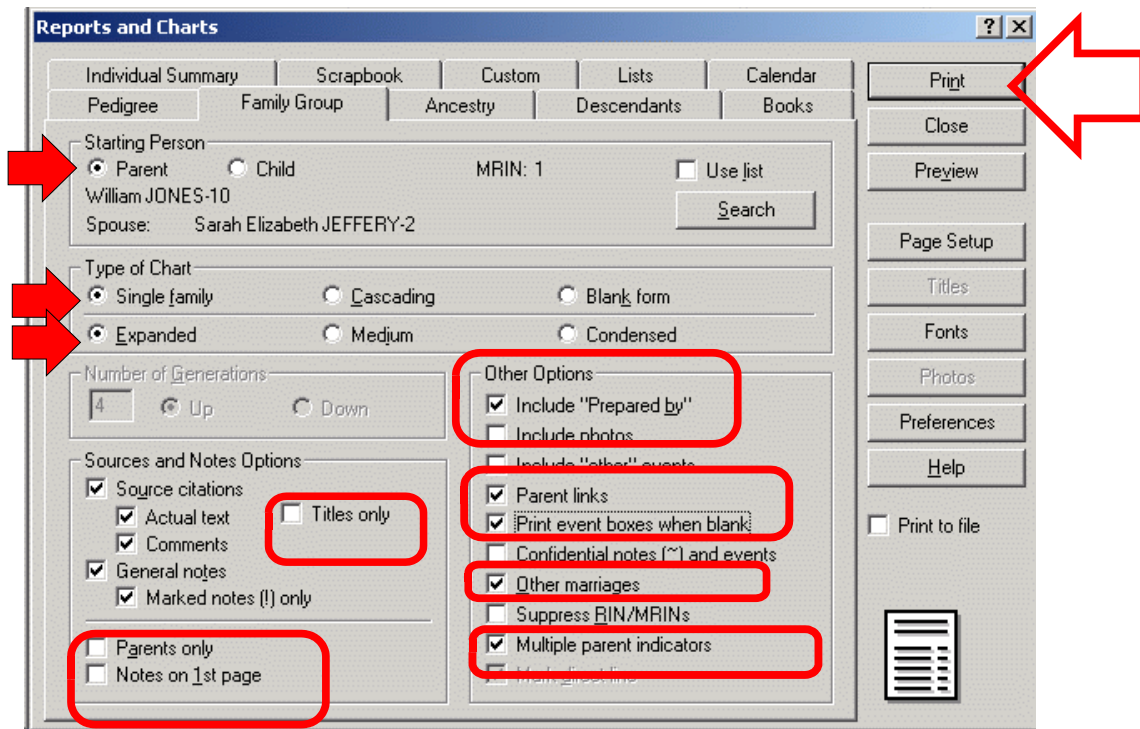 Reports and Charts
Individual Summary Scrapbook Custom Lists Calendar
Pedigree Family Group Ancestry Descendants Books
Starting Person
Parent Child MRIN: 1 Use list
William JONES-10
Search
Spouse: Sarah Elizabeth JEFFERY-2
Type of Chart
Single family Cascading Blank form
Expanded Medium Condensed
Number of Generations
4 Up Down
Sources and Notes Options
Source citations
Actual text
Titles only
Comments
General notes
Marked notes (!) only
Parents only
Notes on 1st page
Other Options
Include "Prepared by"
Include photos
Include "other" events
Parent links
Print event boxes when blank
Confidential notes (~) and events
Other marriages
Suppress RIN/MRINs
Multiple parent indicators
Mark direct line
Print
Close
Preview
Page Setup
Titles
Fonts
Photos
Preferences
Help
Print to file